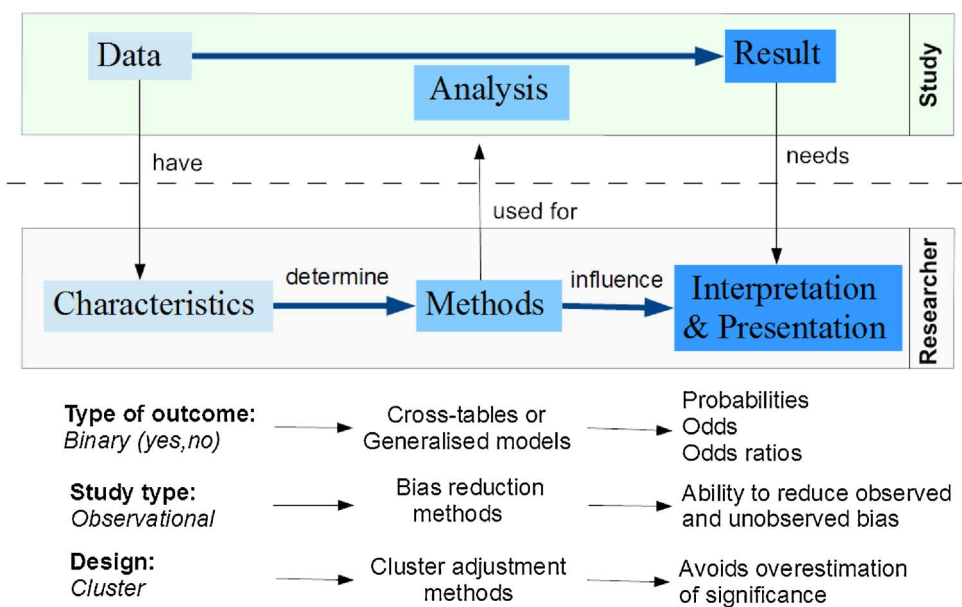 Data
Result
Analysis
Study
have
needs
used for
determine
influence
Characteristics
Methods
Interpretation
& Presentation
Researcher
Type of outcome:
Binary (yes,no)
Cross-tables or
Generalised models
Probabilities
Odds
Odds ratios
Study type:
Observational
Bias reduction
methods
Ability to reduce observed
and unobserved bias
Design:
Cluster
Cluster adjustment
methods
Avoids overestimation
of significance